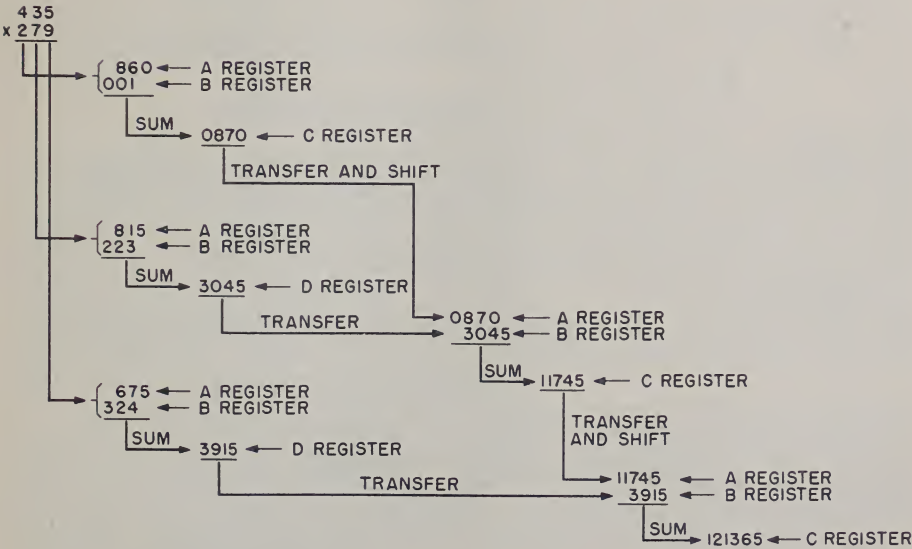 435
x 279
860 A REGISTER
001 B REGISTER
SUM 0870 C REGISTER
TRANSFER AND SHIFT
815 A REGISTER
223 B REGISTER
SUM 3045 D REGISTER
TRANSFER
0870 A REGISTER
3045 B REGISTER
SUM 11745 C REGISTER
675 A REGISTER
324 B REGISTER
SUM 3915 D REGISTER
TRANSFER
AND SHIFT
TRANSFER
11745 A REGISTER
3915 B REGISTER
SUM 121365 C REGISTER